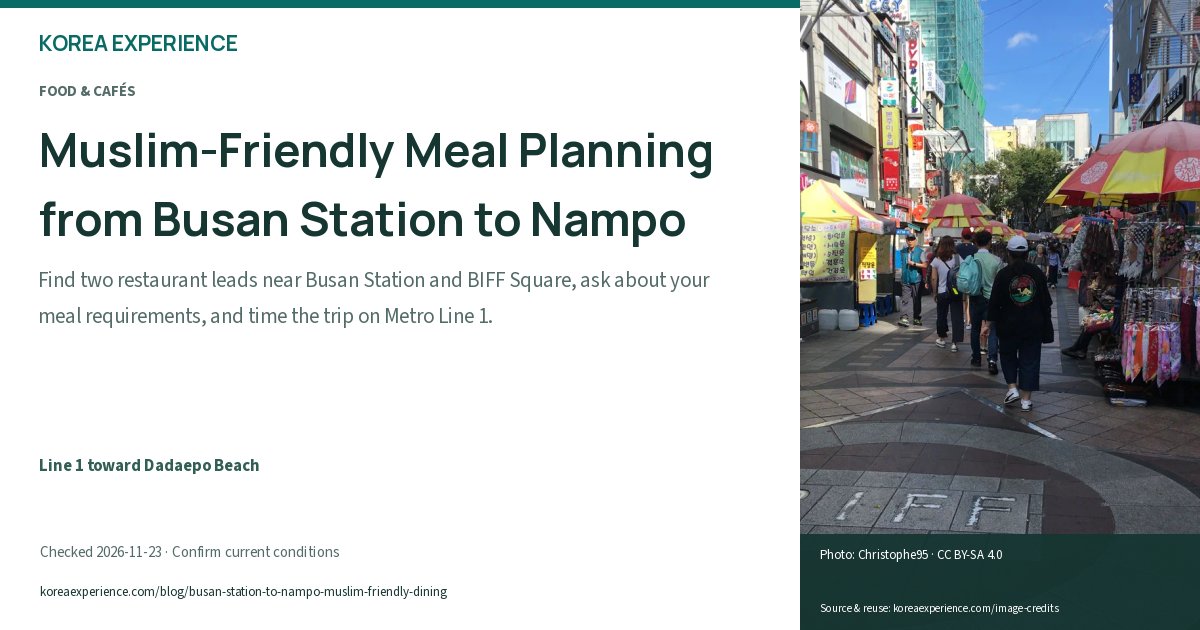 KOREA EXPERIENCE
FOOD & CAFÉS
Muslim-Friendly Meal Planning
from Busan Station to Nampo
Find two restaurant leads near Busan Station and BIFF Square, ask about your
meal requirements, and time the trip on Metro Line 1.
Line 1 toward Dadaepo Beach
Checked 2026-11-23 · Confirm current conditions
koreaexperience.com/blog/busan-station-to-nampo-muslim-friendly-dining
BIFF
Photo: Christophe95 · CC BY-SA 4.0
Source & reuse: koreaexperience.com/image-credits